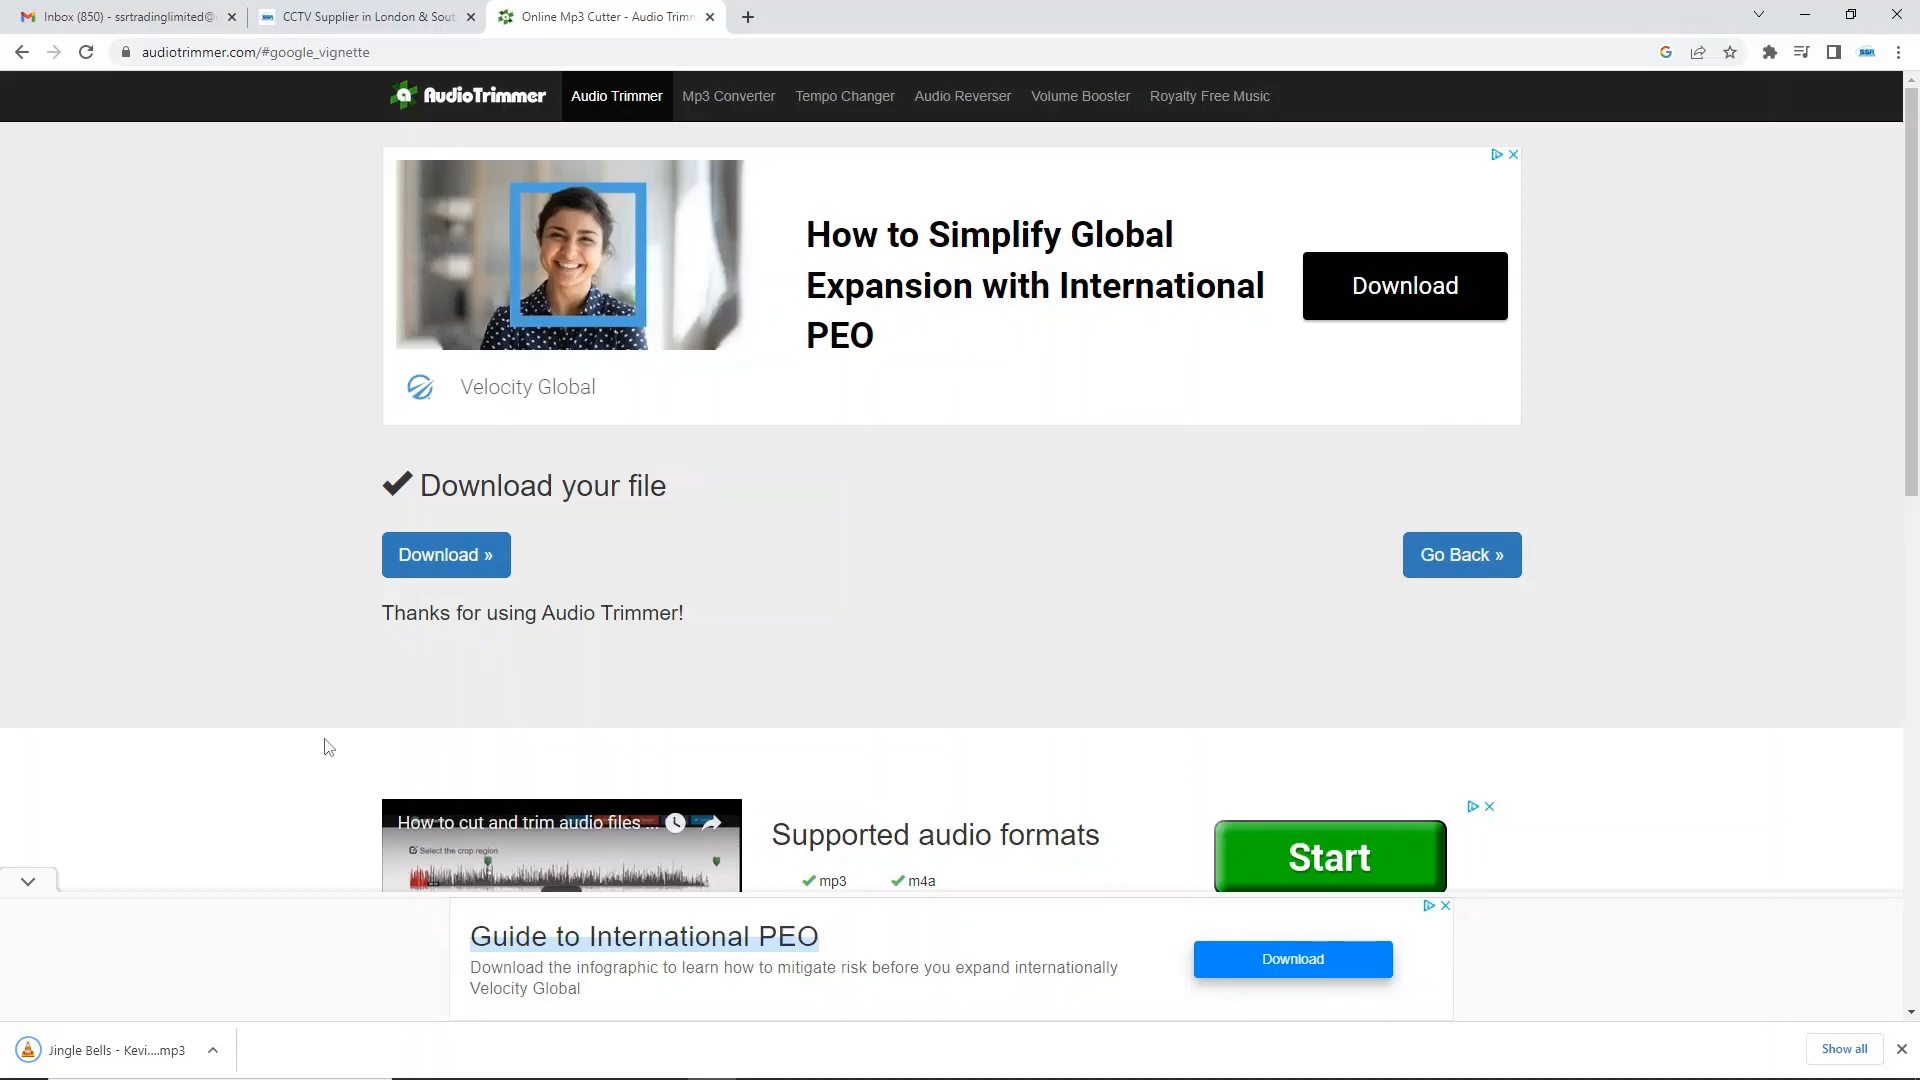 Inbox (850) - ssrtradinglimited@
CCTV Supplier in London & Sout
Online Mp3 Cutter - Audio Trimm
audiotrimmer.com/#google_vignette
AudioTrimmer
Audio Trimmer
Mp3 Converter
Tempo Changer
Audio Reverser
Volume Booster
Royalty Free Music
How to Simplify Global
Expansion with International
PEO
Download
Velocity Global
Download your file
Download »
Go Back »
Thanks for using Audio Trimmer!
How to cut and trim audio files ...
Select the crop region
Supported audio formats
mp3
m4a
Start
Guide to International PEO
Download the infographic to learn how to mitigate risk before you expand internationally
Velocity Global
Download
Jingle Bells - Kevi....mp3
Show all